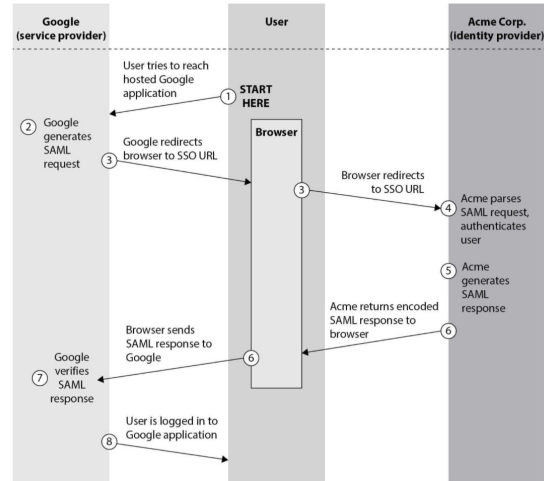 Google
(service provider)
User
Acme Corp.
(identity provider)
User tries to reach
hosted Google
application
1
START
HERE
2
Google
generates
SAML
request
Browser
3
Google redirects
browser to SSO URL
3
Browser redirects
to SSO URL
4
Acme parses
SAML request,
authenticates
user
5
Acme
generates
SAML
response
Acme returns encoded
SAML response to
browser
6
Browser sends
SAML response to
Google
6
7
Google
verifies
SAML
response
User is logged in to
Google application
8